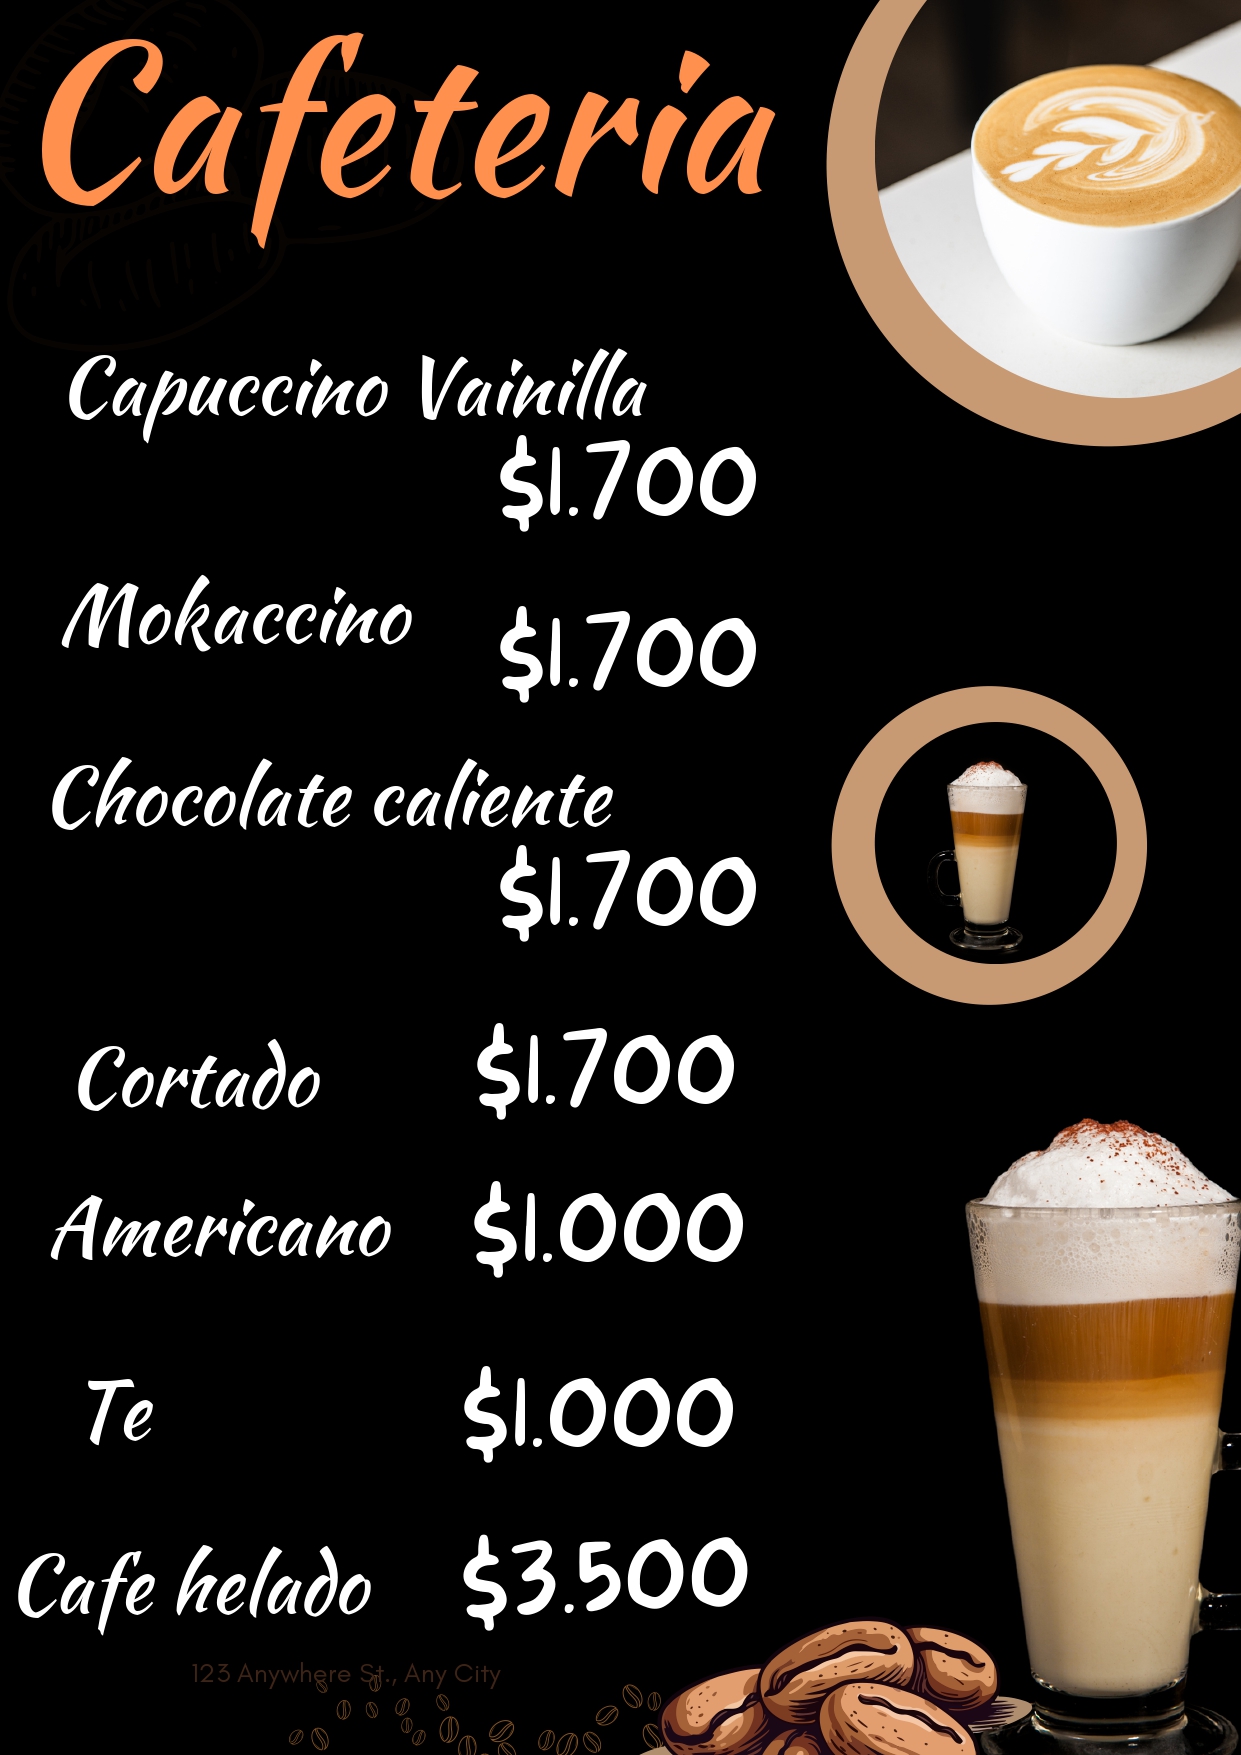 Cafeteria
Capuccino Vainilla
$1.700
Mokaccino $1.700
Chocolate caliente
$1.700
Cortado $1.700
Americano $1.000
Te $1.000
Cafe helado $3.500
123 Anywhere St., Any City